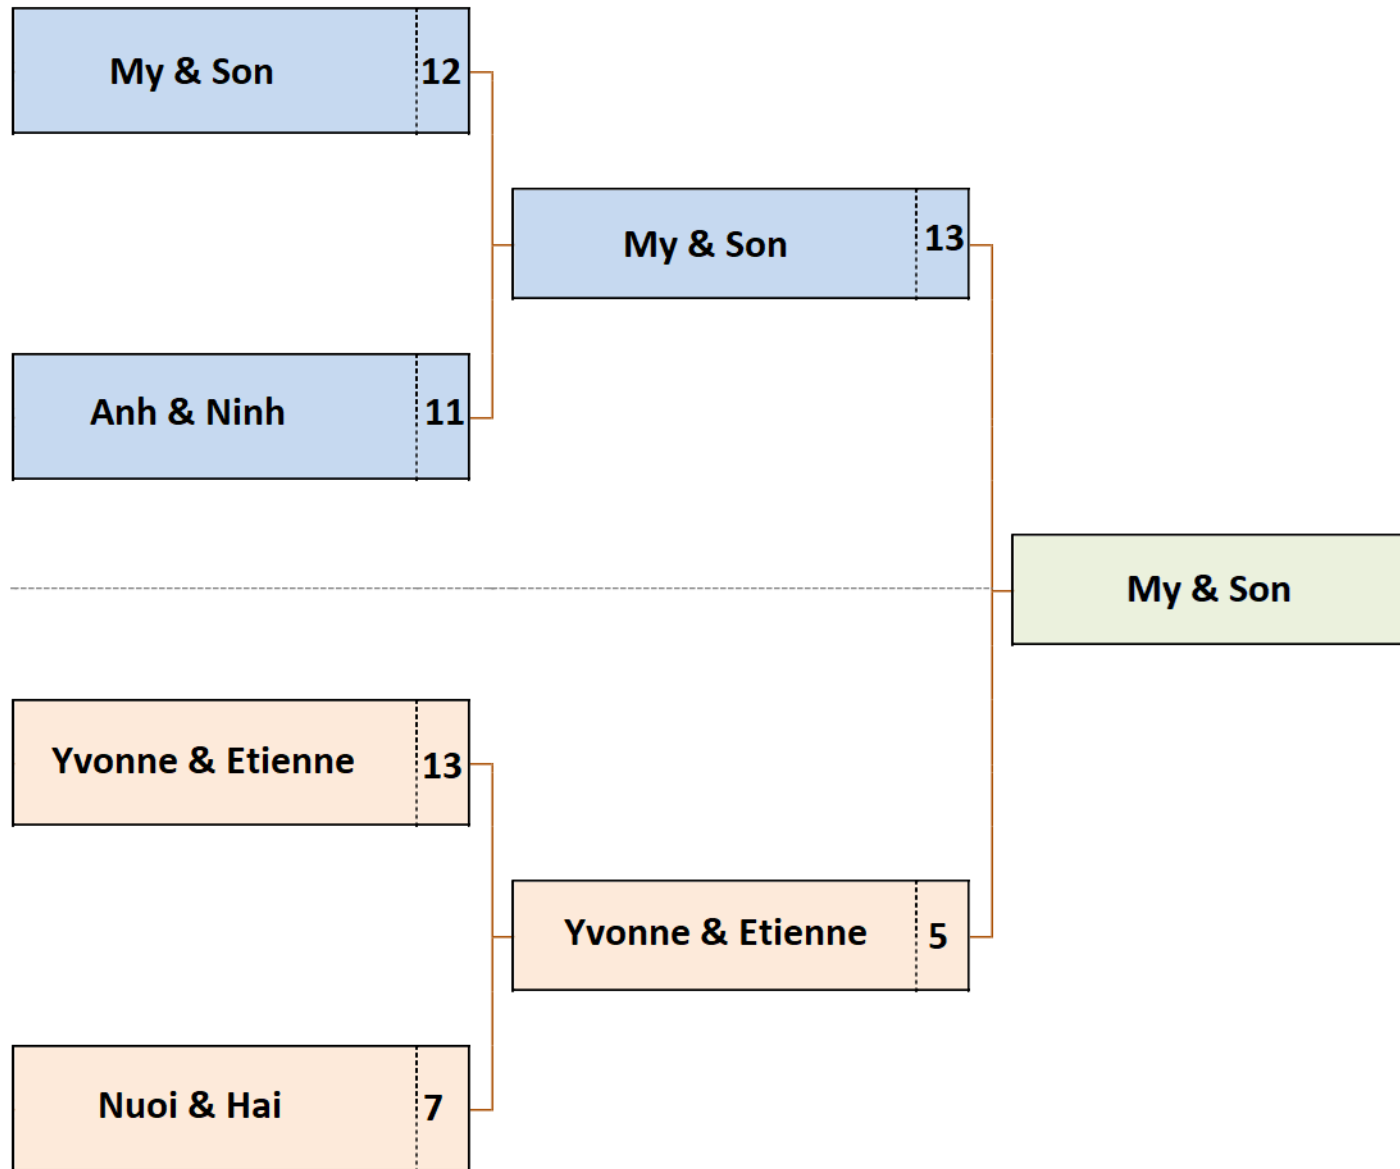 My & Son 12
My & Son 13
Anh & Ninh 11
My & Son
Yvonne & Etienne 13
Yvonne & Etienne 5
Nuoi & Hai 7